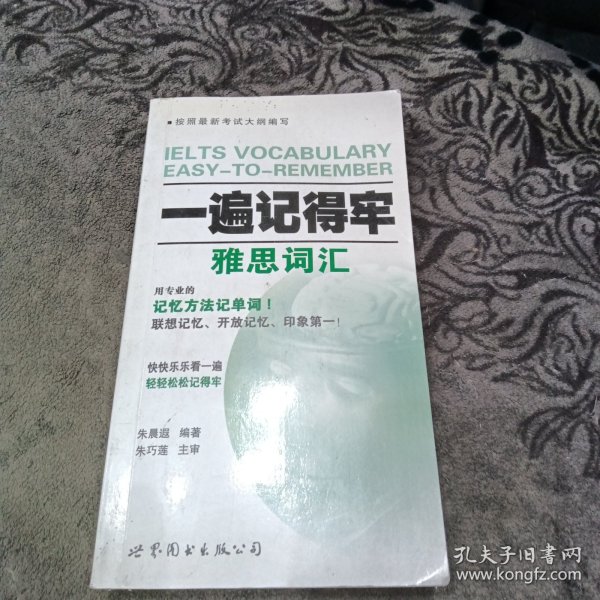 ▪按照最新考试大纲编写
IELTS VOCABULARY
EASY-TO-REMEMBER
一遍记得牢
雅思词汇
用专业的
记忆方法记单词！
联想记忆、开放记忆、印象第一！
快快乐乐看一遍
轻轻松松记得牢
朱晨遐 编著
朱巧莲 主审
世界图书出版公司
孔夫子旧书网
www.kongfz.com